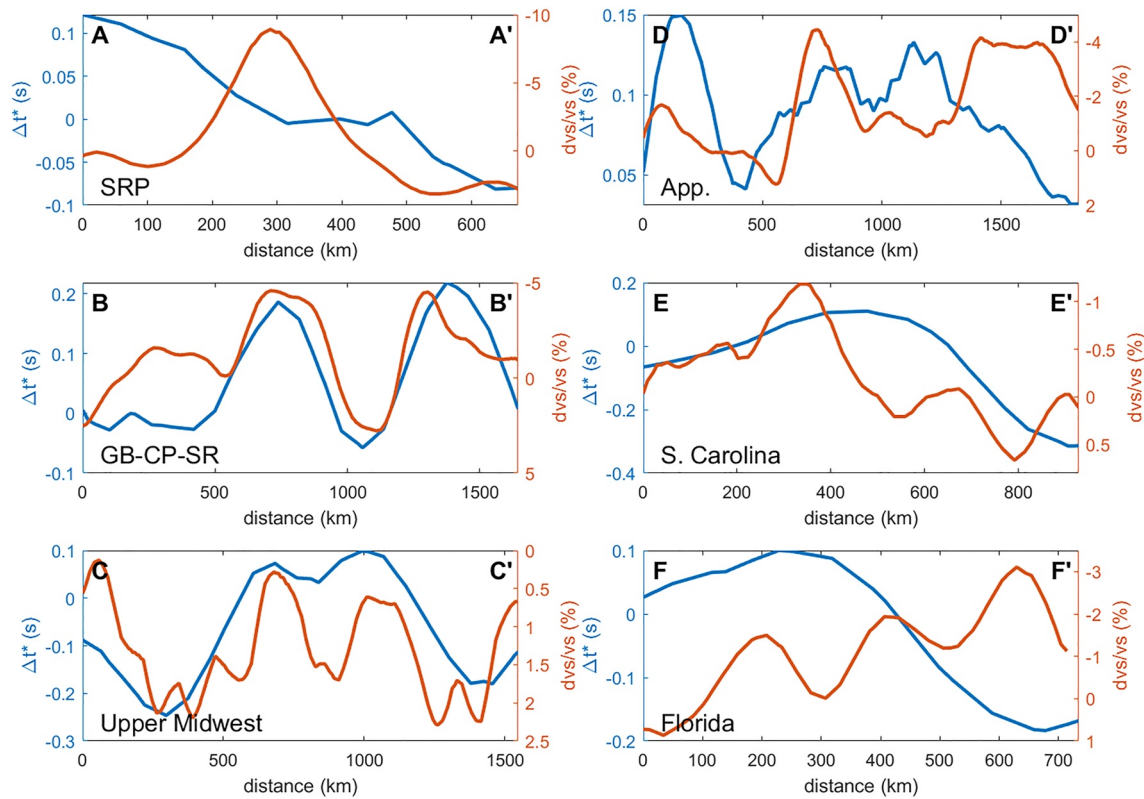 A
A'
Δt* (s)
0.1
0.05
0
-0.05
-0.1
-10
-5
0
dvs/vs (%)
SRP
0
100
200
300
400
500
600
distance (km)
D
D'
Δt* (s)
0.15
0.1
0.05
-4
-2
0
2
dvs/vs (%)
App.
0
500
1000
1500
distance (km)
B
B'
Δt* (s)
0.2
0.1
0
-0.1
-5
0
5
dvs/vs (%)
GB-CP-SR
0
500
1000
1500
distance (km)
E
E'
Δt* (s)
0.2
0
-0.2
-0.4
-1
-0.5
0
0.5
dvs/vs (%)
S. Carolina
0
200
400
600
800
distance (km)
C
C'
Δt* (s)
0.1
0
-0.1
-0.2
-0.3
0
0.5
1
1.5
2
2.5
dvs/vs (%)
Upper Midwest
0
500
1000
1500
distance (km)
F
F'
Δt* (s)
0.1
0
-0.1
-0.2
-3
-2
-1
0
1
dvs/vs (%)
Florida
0
100
200
300
400
500
600
700
distance (km)